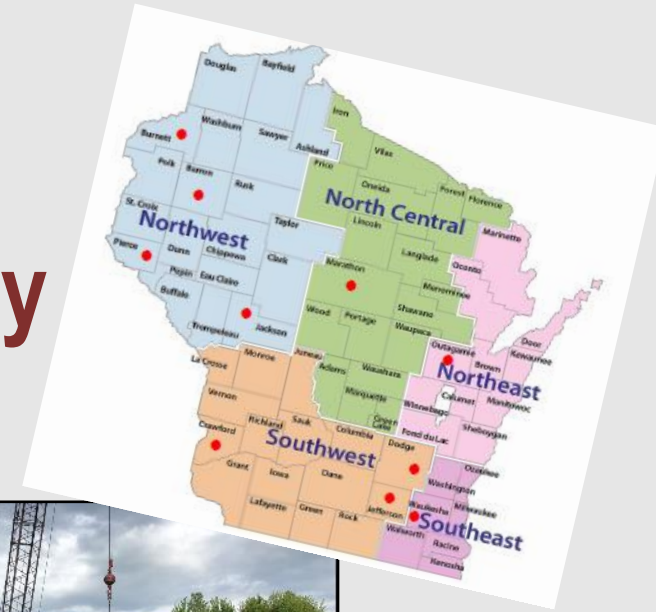 Douglas
Bayfield
Iron
Burnett
Washburn
Sawyer
Ashland
Vilas
Polk
Barron
Rusk
Price
Oneida
Forest
Florence
North Central
St. Croix
Northwest
Taylor
Lincoln
Marinette
Pierce
Dunn
Chippewa
Clark
Langlade
Oconto
y
Pepin
Eau Claire
Marathon
Menominee
Buffalo
Shawano
Trempeleau
Jackson
Wood
Portage
Waupaca
Door
Kewaunee
Outagamie
Brown
Northeast
La Crosse
Monroe
Juneau
Adams
Waushara
Winnebago
Calumet
Manitowoc
Vernon
Marquette
Green
Lake
Fond du Lac
Sheboygan
Crawford
Richland
Sauk
Columbia
Dodge
Southwest
Ozaukee
Washington
Grant
Iowa
Dane
Jefferson
Waukesha
Milwaukee
Southeast
Lafayette
Green
Rock
Walworth
Racine
Kenosha